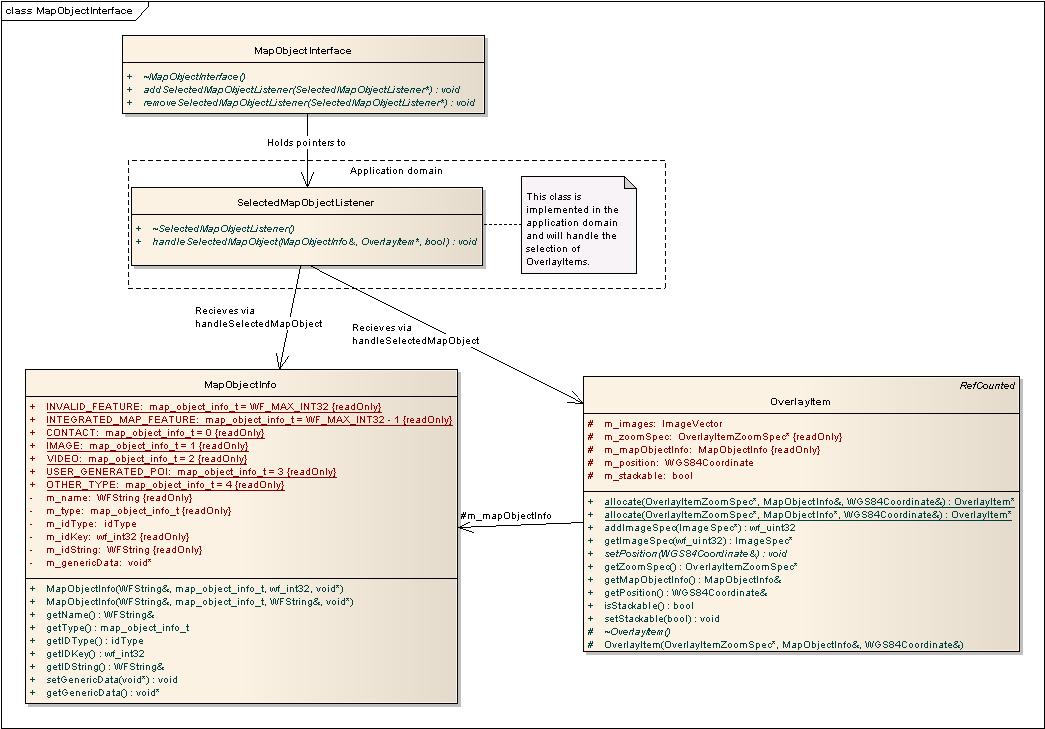 class MapObjectInterface
MapObjectInterface
+ ~MapObjectInterface()
+ addSelectedMapObjectListener(SelectedMapObjectListener*) : void
+ removeSelectedMapObjectListener(SelectedMapObjectListener*) : void
Holds pointers to
Application domain
SelectedMapObjectListener
+ ~SelectedMapObjectListener()
+ handleSelectedMapObject(MapObjectInfo&, OverlayItem*, bool) : void
This class is
implemented in the
application domain
and will handle the
selection of
OverlayItems.
Recieves via
handleSelectedMapObject
Recieves via
handleSelectedMapObject
MapObjectInfo
+ INVALID_FEATURE: map_object_info_t = WF_MAX_INT32 {readOnly}
+ INTEGRATED_MAP_FEATURE: map_object_info_t = WF_MAX_INT32 - 1 {readOnly}
+ CONTACT: map_object_info_t = 0 {readOnly}
+ IMAGE: map_object_info_t = 1 {readOnly}
+ VIDEO: map_object_info_t = 2 {readOnly}
+ USER_GENERATED_POI: map_object_info_t = 3 {readOnly}
+ OTHER_TYPE: map_object_info_t = 4 {readOnly}
- m_name: WFString {readOnly}
- m_type: map_object_info_t {readOnly}
- m_idType: idType
- m_idKey: wf_int32 {readOnly}
- m_idString: WFString {readOnly}
- m_genericData: void*
+ MapObjectInfo(WFString&, map_object_info_t, wf_int32, void*)
+ MapObjectInfo(WFString&, map_object_info_t, WFString&, void*)
+ getName() : WFString&
+ getType() : map_object_info_t
+ getIDType() : idType
+ getIDKey() : wf_int32
+ getIDString() : WFString&
+ setGenericData(void*) : void
+ getGenericData() : void*
#m_mapObjectInfo
RefCounted
OverlayItem
# m_images: ImageVector
# m_zoomSpec: OverlayItemZoomSpec* {readOnly}
# m_mapObjectInfo: MapObjectInfo {readOnly}
# m_position: WGS84Coordinate
# m_stackable: bool
+ allocate(OverlayItemZoomSpec*, MapObjectInfo&, WGS84Coordinate&) : OverlayItem*
+ allocate(OverlayItemZoomSpec*, MapObjectInfo*, WGS84Coordinate&) : OverlayItem*
+ addImageSpec(ImageSpec*) : wf_uint32
+ getImageSpec(wf_uint32) : ImageSpec*
+ setPosition(WGS84Coordinate&) : void
+ getZoomSpec() : OverlayItemZoomSpec*
+ getMapObjectInfo() : MapObjectInfo&
+ getPosition() : WGS84Coordinate&
+ isStackable() : bool
+ setStackable(bool) : void
# ~OverlayItem()
# OverlayItem(OverlayItemZoomSpec*, MapObjectInfo&, WGS84Coordinate&)